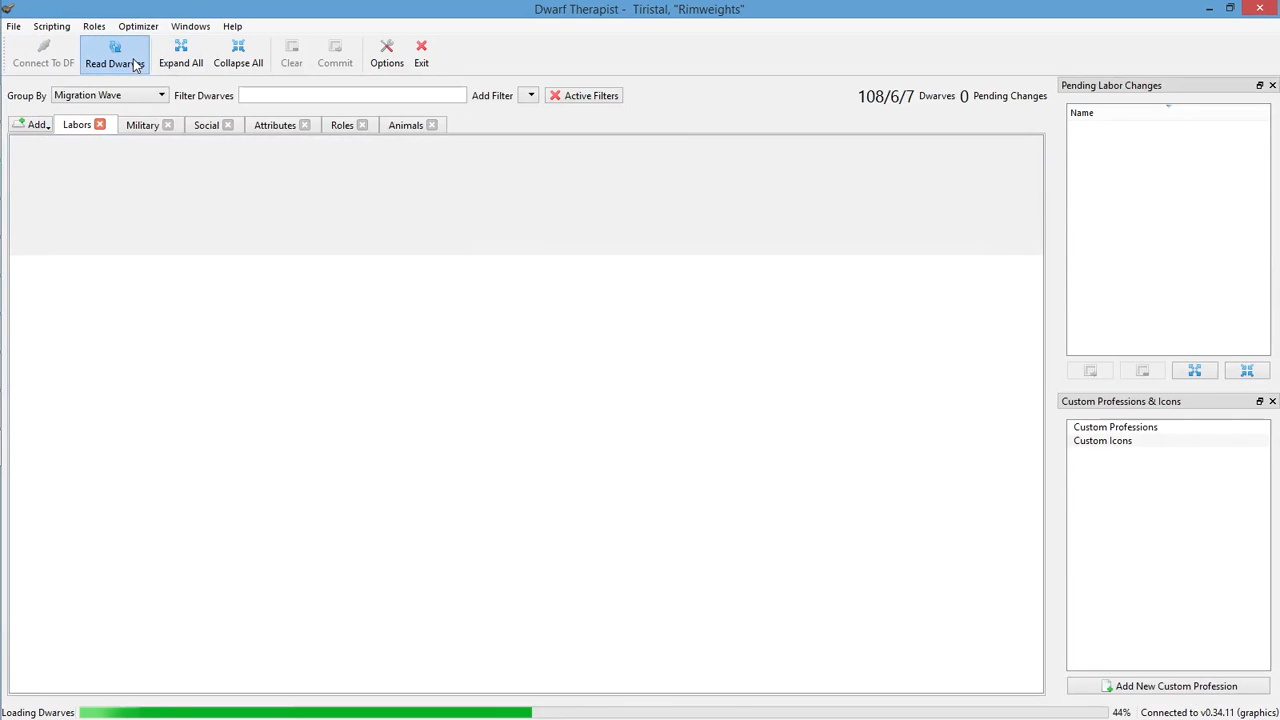 Dwarf Therapist - Tiristal, "Rimweights"
File Scripting Roles Optimizer Windows Help
Connect To DF Read Dwarves Expand All Collapse All Clear Commit Options Exit
Group By Migration Wave Filter Dwarves Add Filter Active Filters 108/6/7 Dwarves 0 Pending Changes
Add... Labors Military Social Attributes Roles Animals
Pending Labor Changes
Name
Custom Professions & Icons
Custom Professions
Custom Icons
Add New Custom Profession
Loading Dwarves 44% Connected to v0.34.11 (graphics)